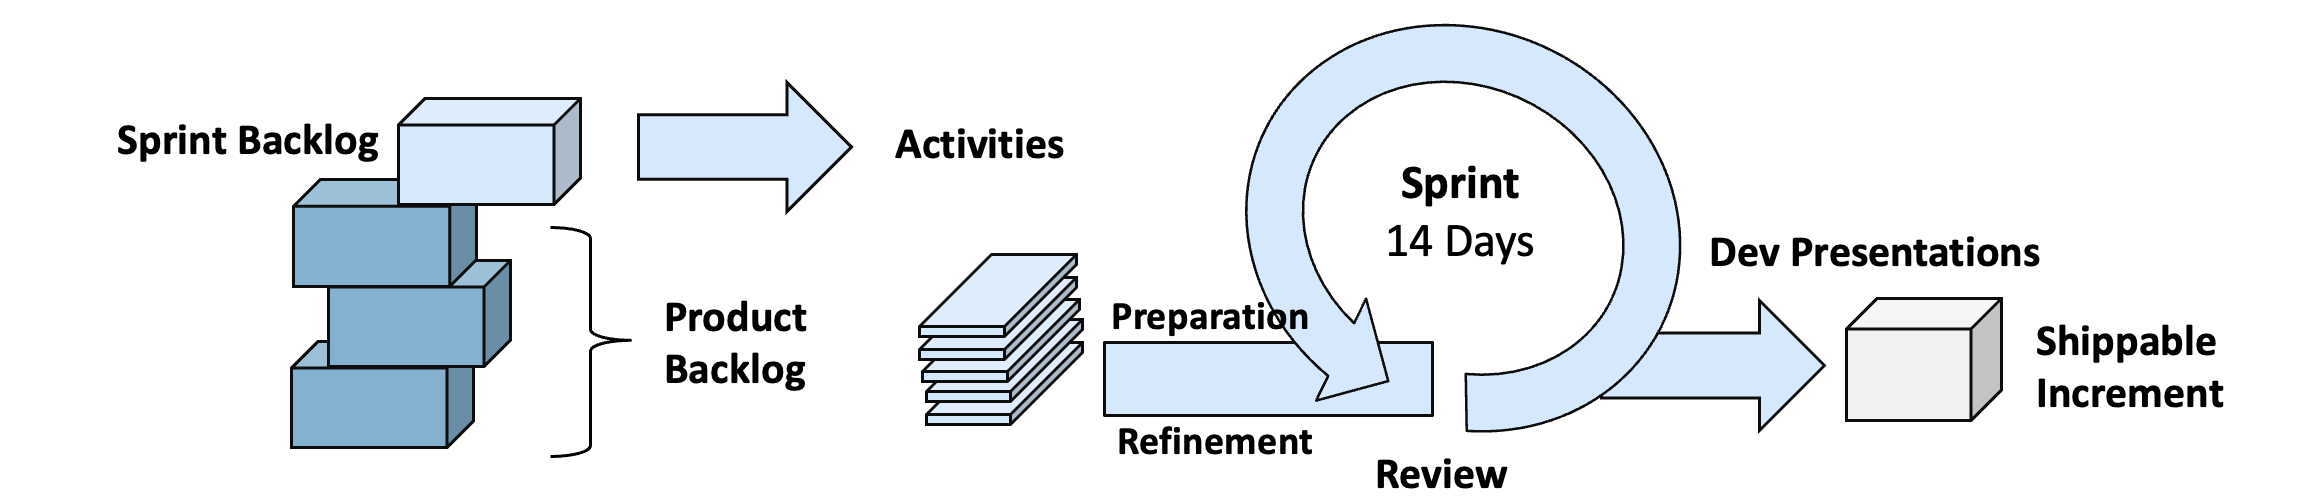 Sprint Backlog
Activities
Product
Backlog
Preparation
Refinement
Sprint
14 Days
Review
Dev Presentations
Shippable
Increment